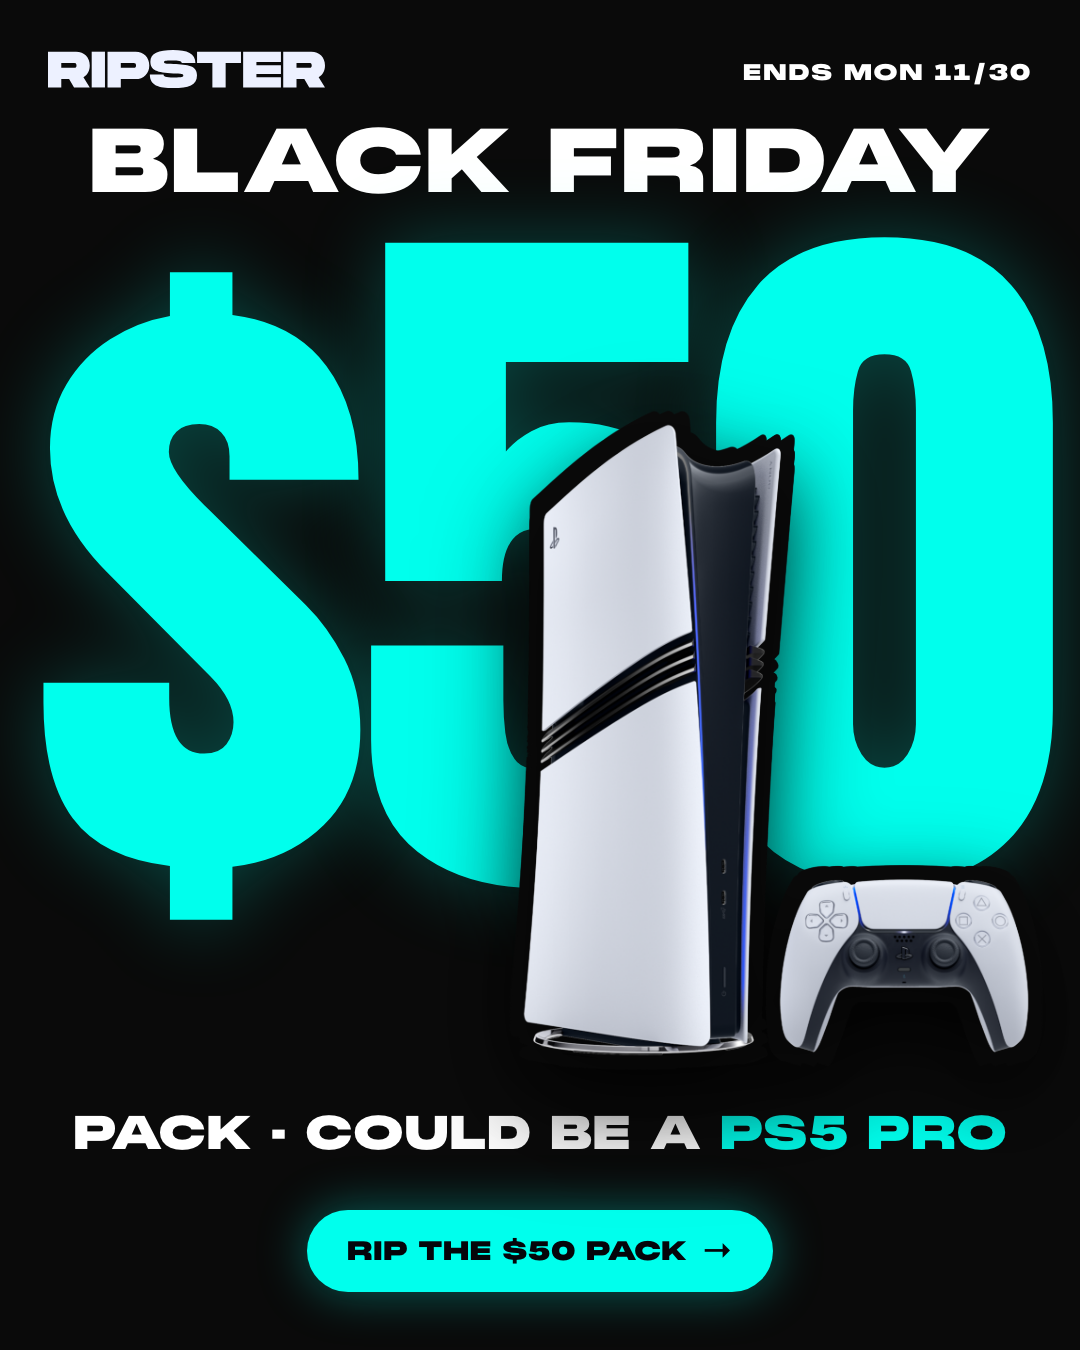 RIPSTER
ENDS MON 11/30
BLACK FRIDAY
$50
PACK - COULD BE A PS5 PRO
RIP THE $50 PACK →